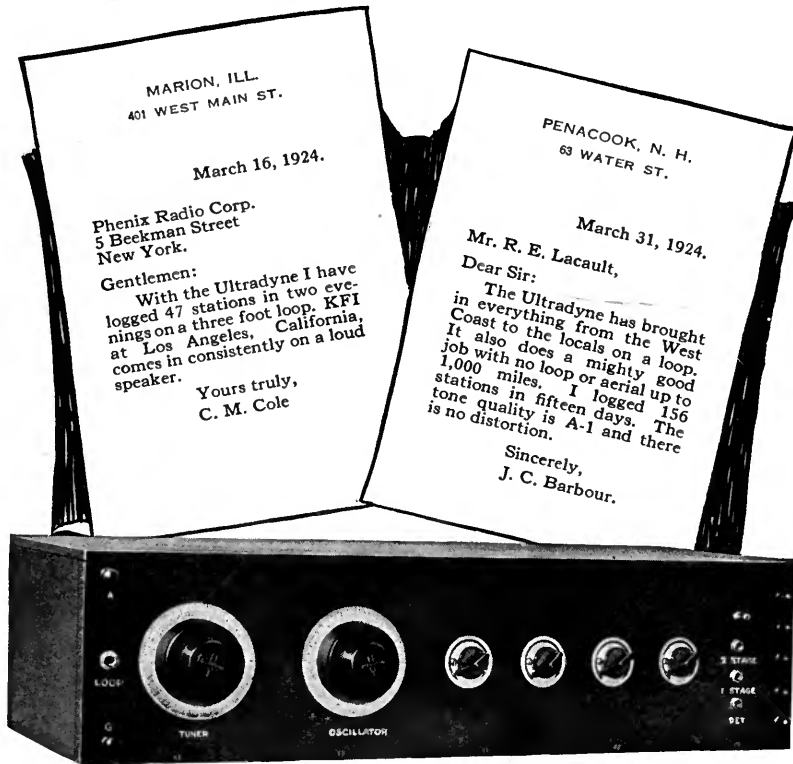 MARION, ILL.
401 WEST MAIN ST.
March 16, 1924.
Phenix Radio Corp.
5 Beekman Street
New York.
Gentlemen:
With the Ultradyne I have
logged 47 stations in two eve-
nings on a three foot loop. KFI
at Los Angeles, California,
comes in consistently on a loud
speaker.
Yours truly,
C. M. Cole
PENACOOK, N. H.
63 WATER ST.
March 31, 1924.
Mr. R. E. Lacault,
Dear Sir:
The Ultradyne has brought
in everything from the West
Coast to the locals on a loop.
It also does a mighty good
job with no loop or aerial up to
1,000 miles. I logged 156
stations in fifteen days. The
tone quality is A-1 and there
is no distortion.
Sincerely,
J. C. Barbour.
A
LOOP
G
TUNER
OSCILLATOR
2 STAGE
1 STAGE
DET